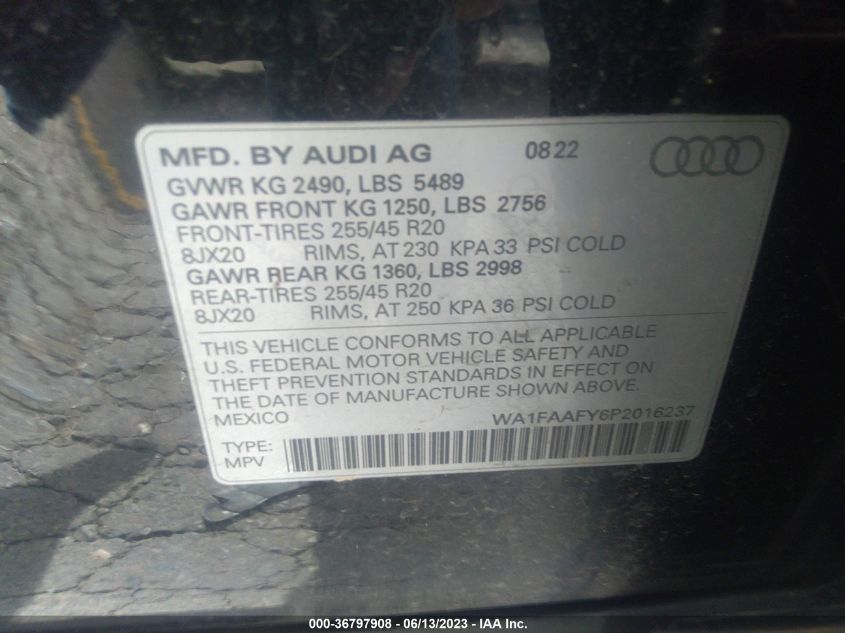 MFD. BY AUDI AG 08 22
GVWR KG 2490, LBS 5489
GAWR FRONT KG 1250, LBS 2756
FRONT-TIRES 255/45 R20
8JX20 RIMS, AT 230 KPA 33 PSI COLD
GAWR REAR KG 1360, LBS 2998
REAR-TIRES 255/45 R20
8JX20 RIMS, AT 250 KPA 36 PSI COLD
THIS VEHICLE CONFORMS TO ALL APPLICABLE
U.S. FEDERAL MOTOR VEHICLE SAFETY AND
THEFT PREVENTION STANDARDS IN EFFECT ON
THE DATE OF MANUFACTURE SHOWN ABOVE.
MEXICO WA1FAAFY6P2016237
TYPE:
MPV
000-36797908 - 06/13/2023 - IAA Inc.